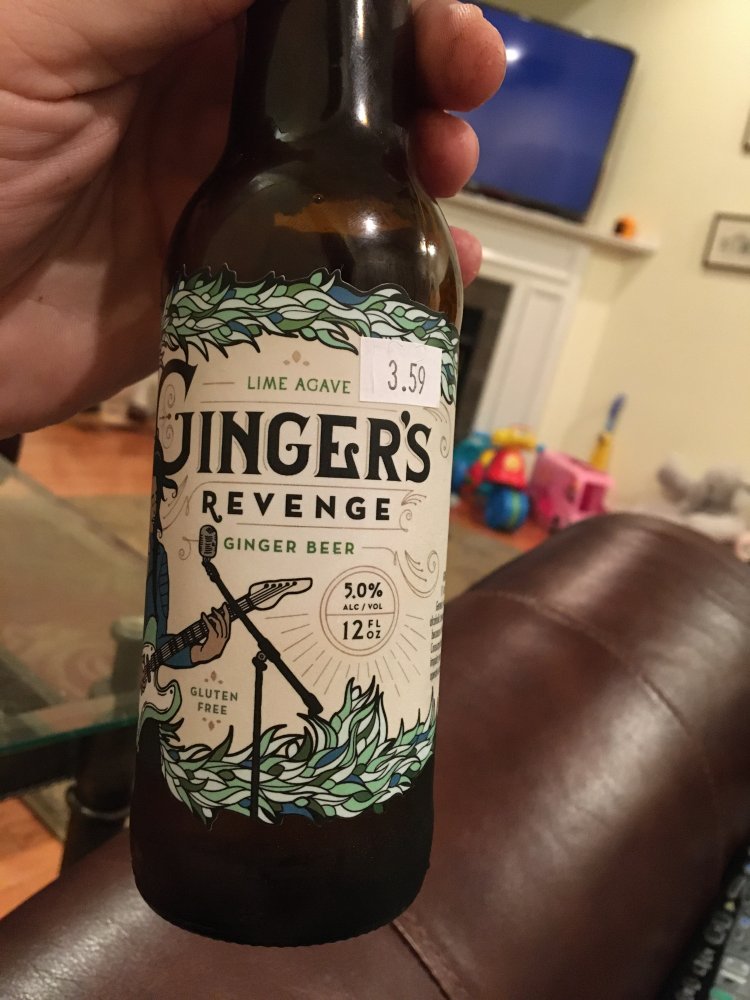 LIME AGAVE
3.59
GINGER'S
REVENGE
GINGER BEER
5.0%
ALC / VOL
12 FL OZ
GLUTEN
FREE